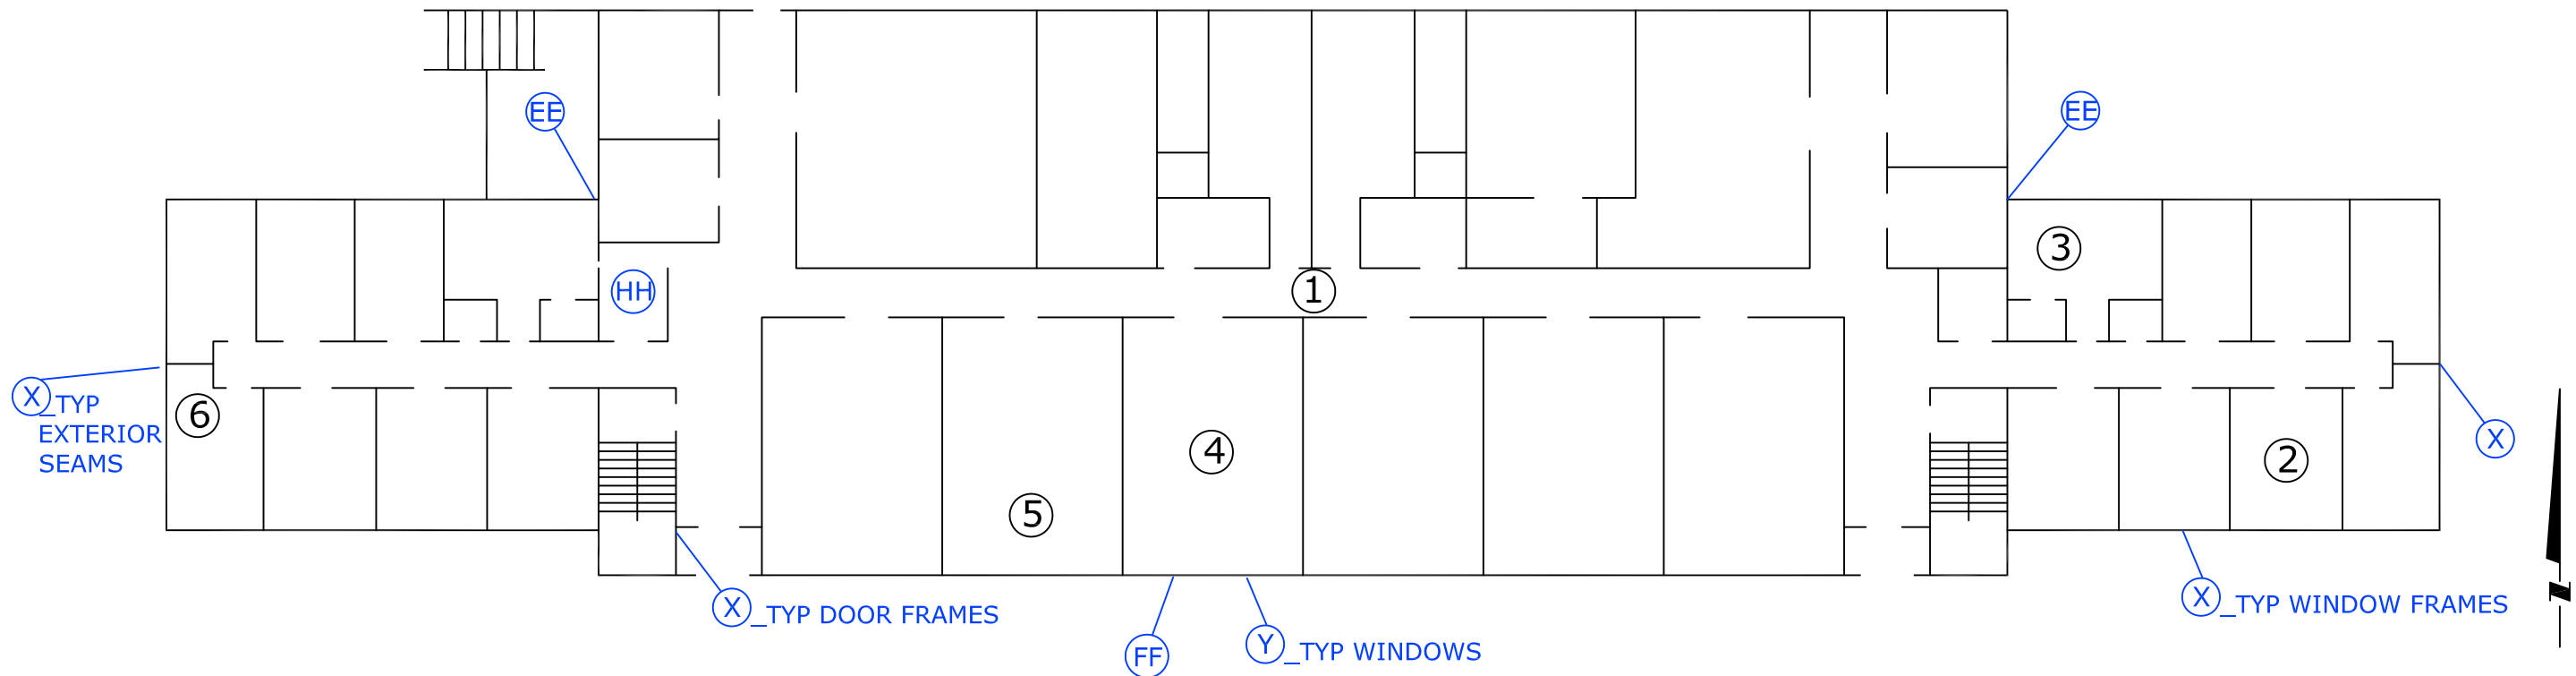 EE
EE
3
HH
1
X_TYP
EXTERIOR
SEAMS
6
4
2
X
5
X_TYP DOOR FRAMES
X_TYP WINDOW FRAMES
FF
Y_TYP WINDOWS
N